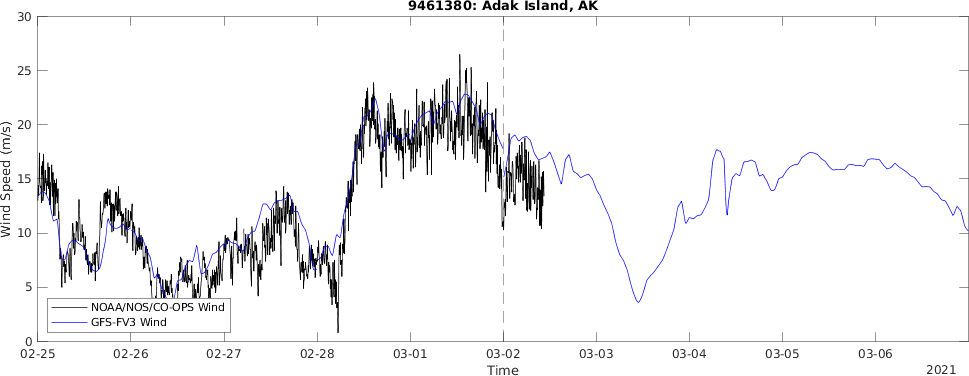 9461380: Adak Island, AK
30
25
20
15
10
5
0
Wind Speed (m/s)
NOAA/NOS/CO-OPS Wind
GFS-FV3 Wind
02-25 02-26 02-27 02-28 03-01 03-02 03-03 03-04 03-05 03-06
Time
2021